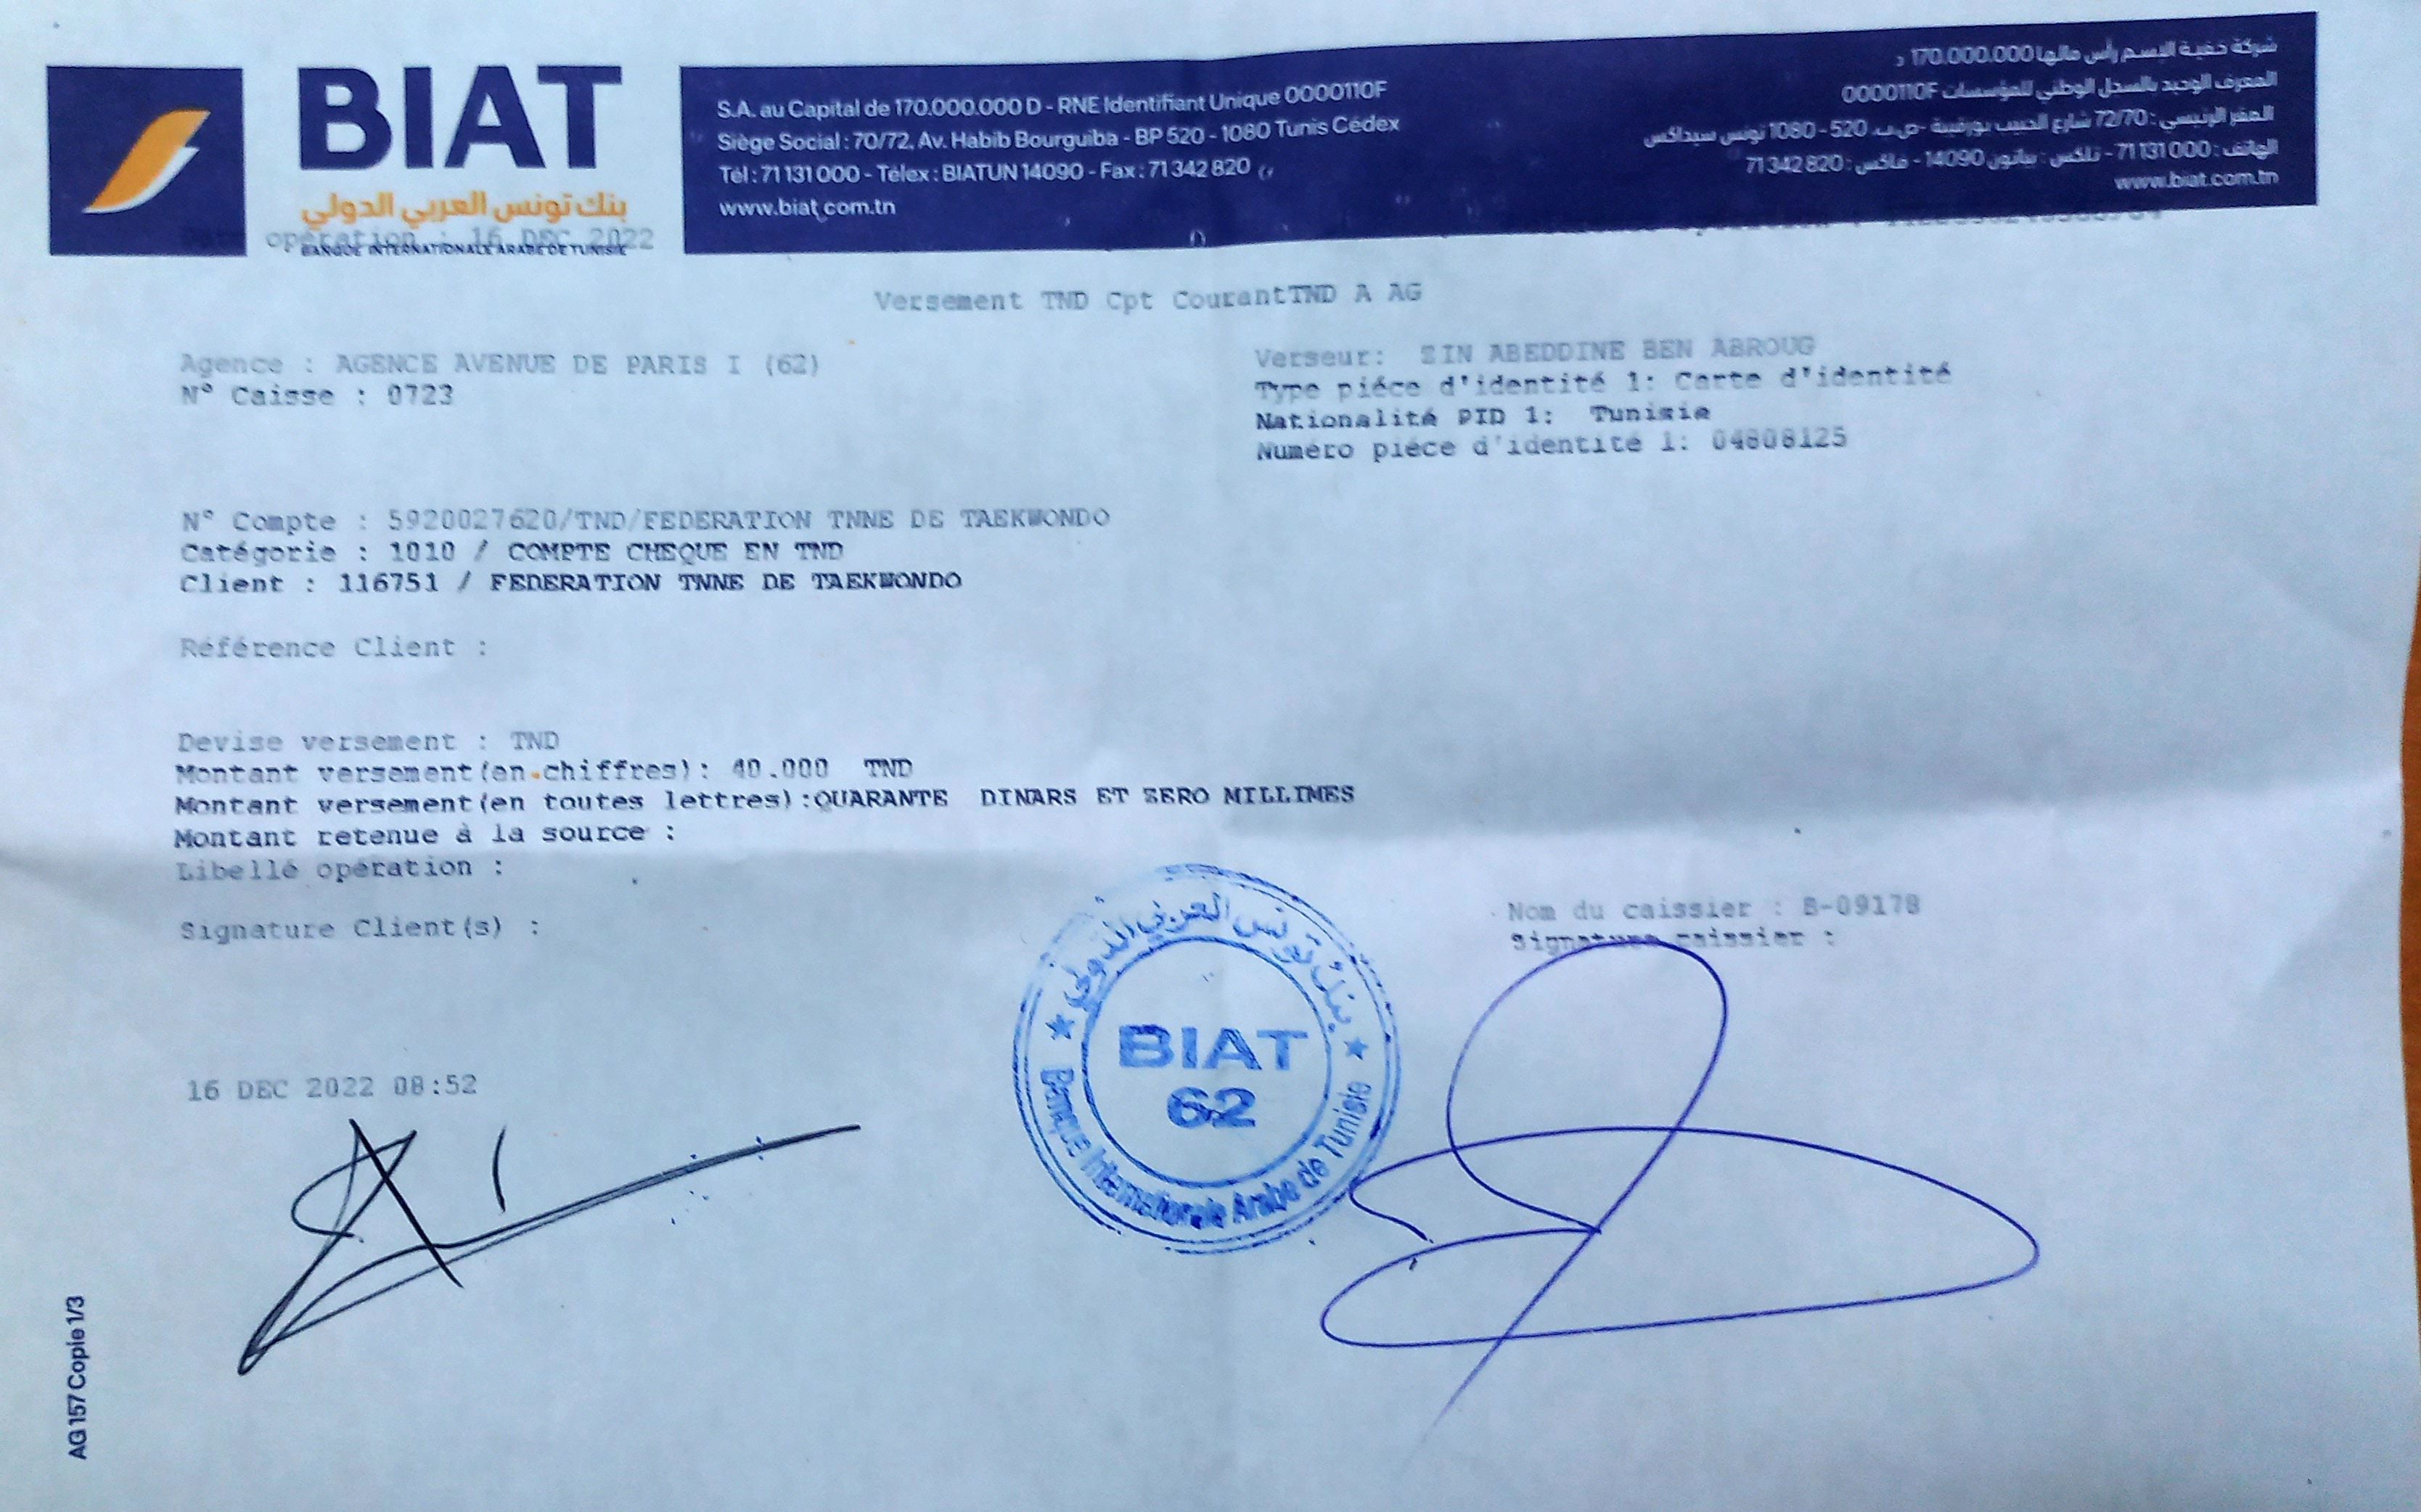 BIAT
بنك تونس العربي الدولي
BANQUE INTERNATIONALE ARABE DE TUNISIE
S.A. au Capital de 170.000.000 D - RNE Identifiant Unique 0000110F
Siège Social : 70/72, Av. Habib Bourguiba - BP 520 - 1080 Tunis Cédex
Tél : 71 131 000 - Télex : BIATUN 14090 - Fax : 71 342 820
www.biat.com.tn
شركة خفية الإسم رأس مالها 170.000.000 د
المعرف الوحيد بالسجل الوطني للمؤسسات 0000110F
المقر الرئيسي : 72/70 شارع الحبيب بورقيبة -ص.ب. 520 - 1080 تونس سيداكس
الهاتف : 71 131 000 - تلكس : بياتون 14090 - فاكس : 71 342 820
www.biat.com.tn
opération : 16 DEC 2022
Versement TND Cpt CourantTND A AG
Agence : AGENCE AVENUE DE PARIS I (62)
N° Caisse : 0723
Verseur: ZIN ABEDDINE BEN ABROUG
Type piéce d'identité 1: Carte d'identité
Nationalité PID 1: Tunisie
Numéro piéce d'identité 1: 04808125
N° Compte : 5920027620/TND/FEDERATION TNNE DE TAEKWONDO
Catégorie : 1010 / COMPTE CHEQUE EN TND
Client : 116751 / FEDERATION TNNE DE TAEKWONDO
Référence Client :
Devise versement : TND
Montant versement(en chiffres): 40.000 TND
Montant versement(en toutes lettres):QUARANTE DINARS ET ZERO MILLIMES
Montant retenue à la source :
Libellé opération :
Signature Client(s) :
Nom du caissier : B-09178
Signature caissier :
بنك تونس العربي الدولي
BIAT
62
Banque Internationale Arabe de Tunisie
16 DEC 2022 08:52
AG 157 Copie 1/3